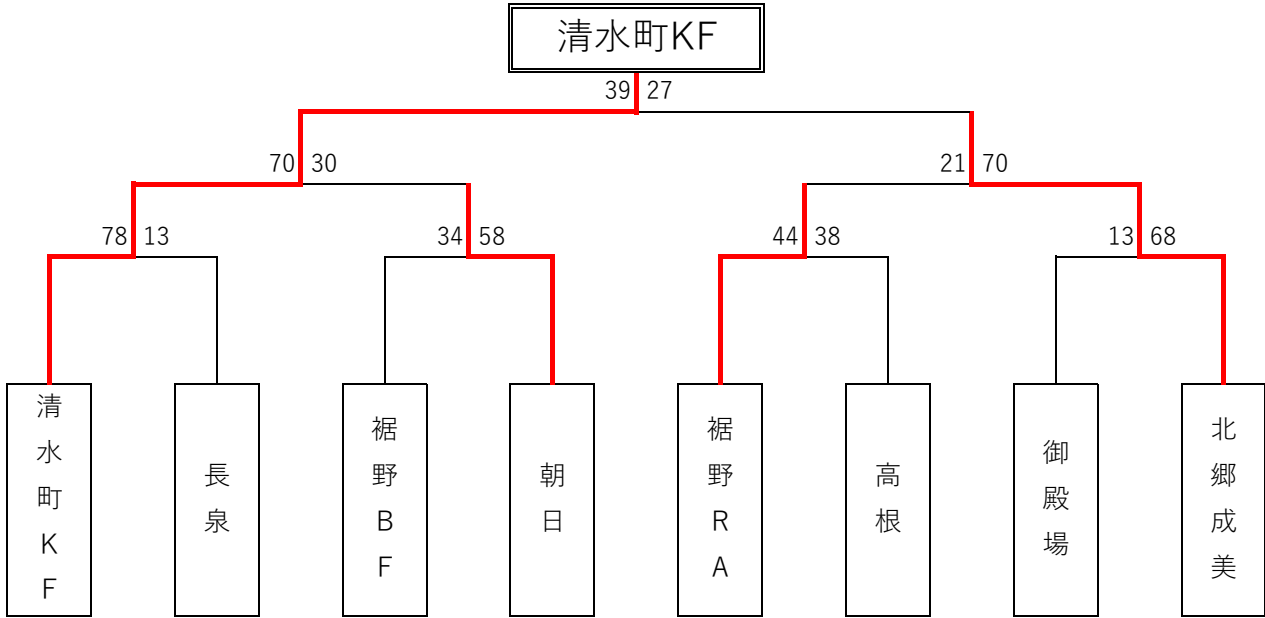 清水町KF
39 27
70 30
21 70
78 13
34 58
44 38
13 68
清水町KF
長泉
裾野BF
朝日
裾野RA
高根
御殿場
北郷成美